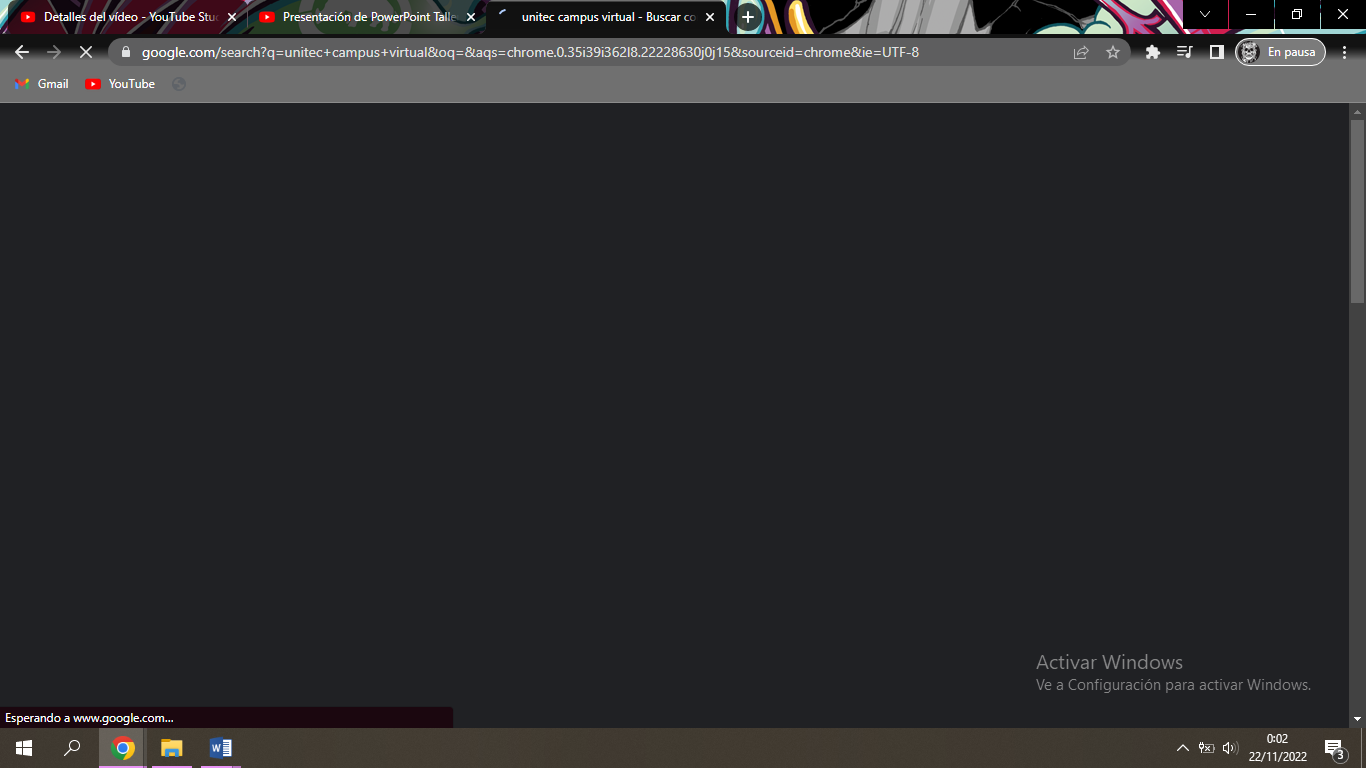 Detalles del vídeo - YouTube Stu
Presentación de PowerPoint Talle
unitec campus virtual - Buscar co
google.com/search?q=unitec+campus+virtual&oq=&aqs=chrome.0.35i39i362l8.22228630j0j15&sourceid=chrome&ie=UTF-8
En pausa
Gmail
YouTube
Activar Windows
Ve a Configuración para activar Windows.
Esperando a www.google.com...
0:02
22/11/2022
3